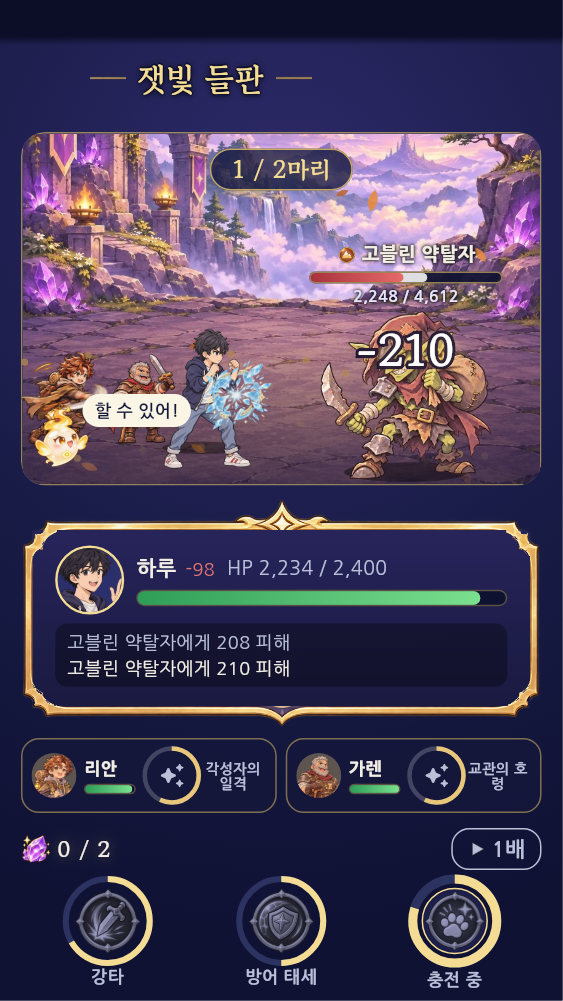 잿빛 들판
1 / 2마리
고블린 약탈자
2,248 / 4,612
-210
할 수 있어!
하루 -98 HP 2,234 / 2,400
고블린 약탈자에게 208 피해
고블린 약탈자에게 210 피해
리안
각성자의
일격
가렌
교관의 호
령
0 / 2
▶ 1배
강타
방어 태세
충전 중